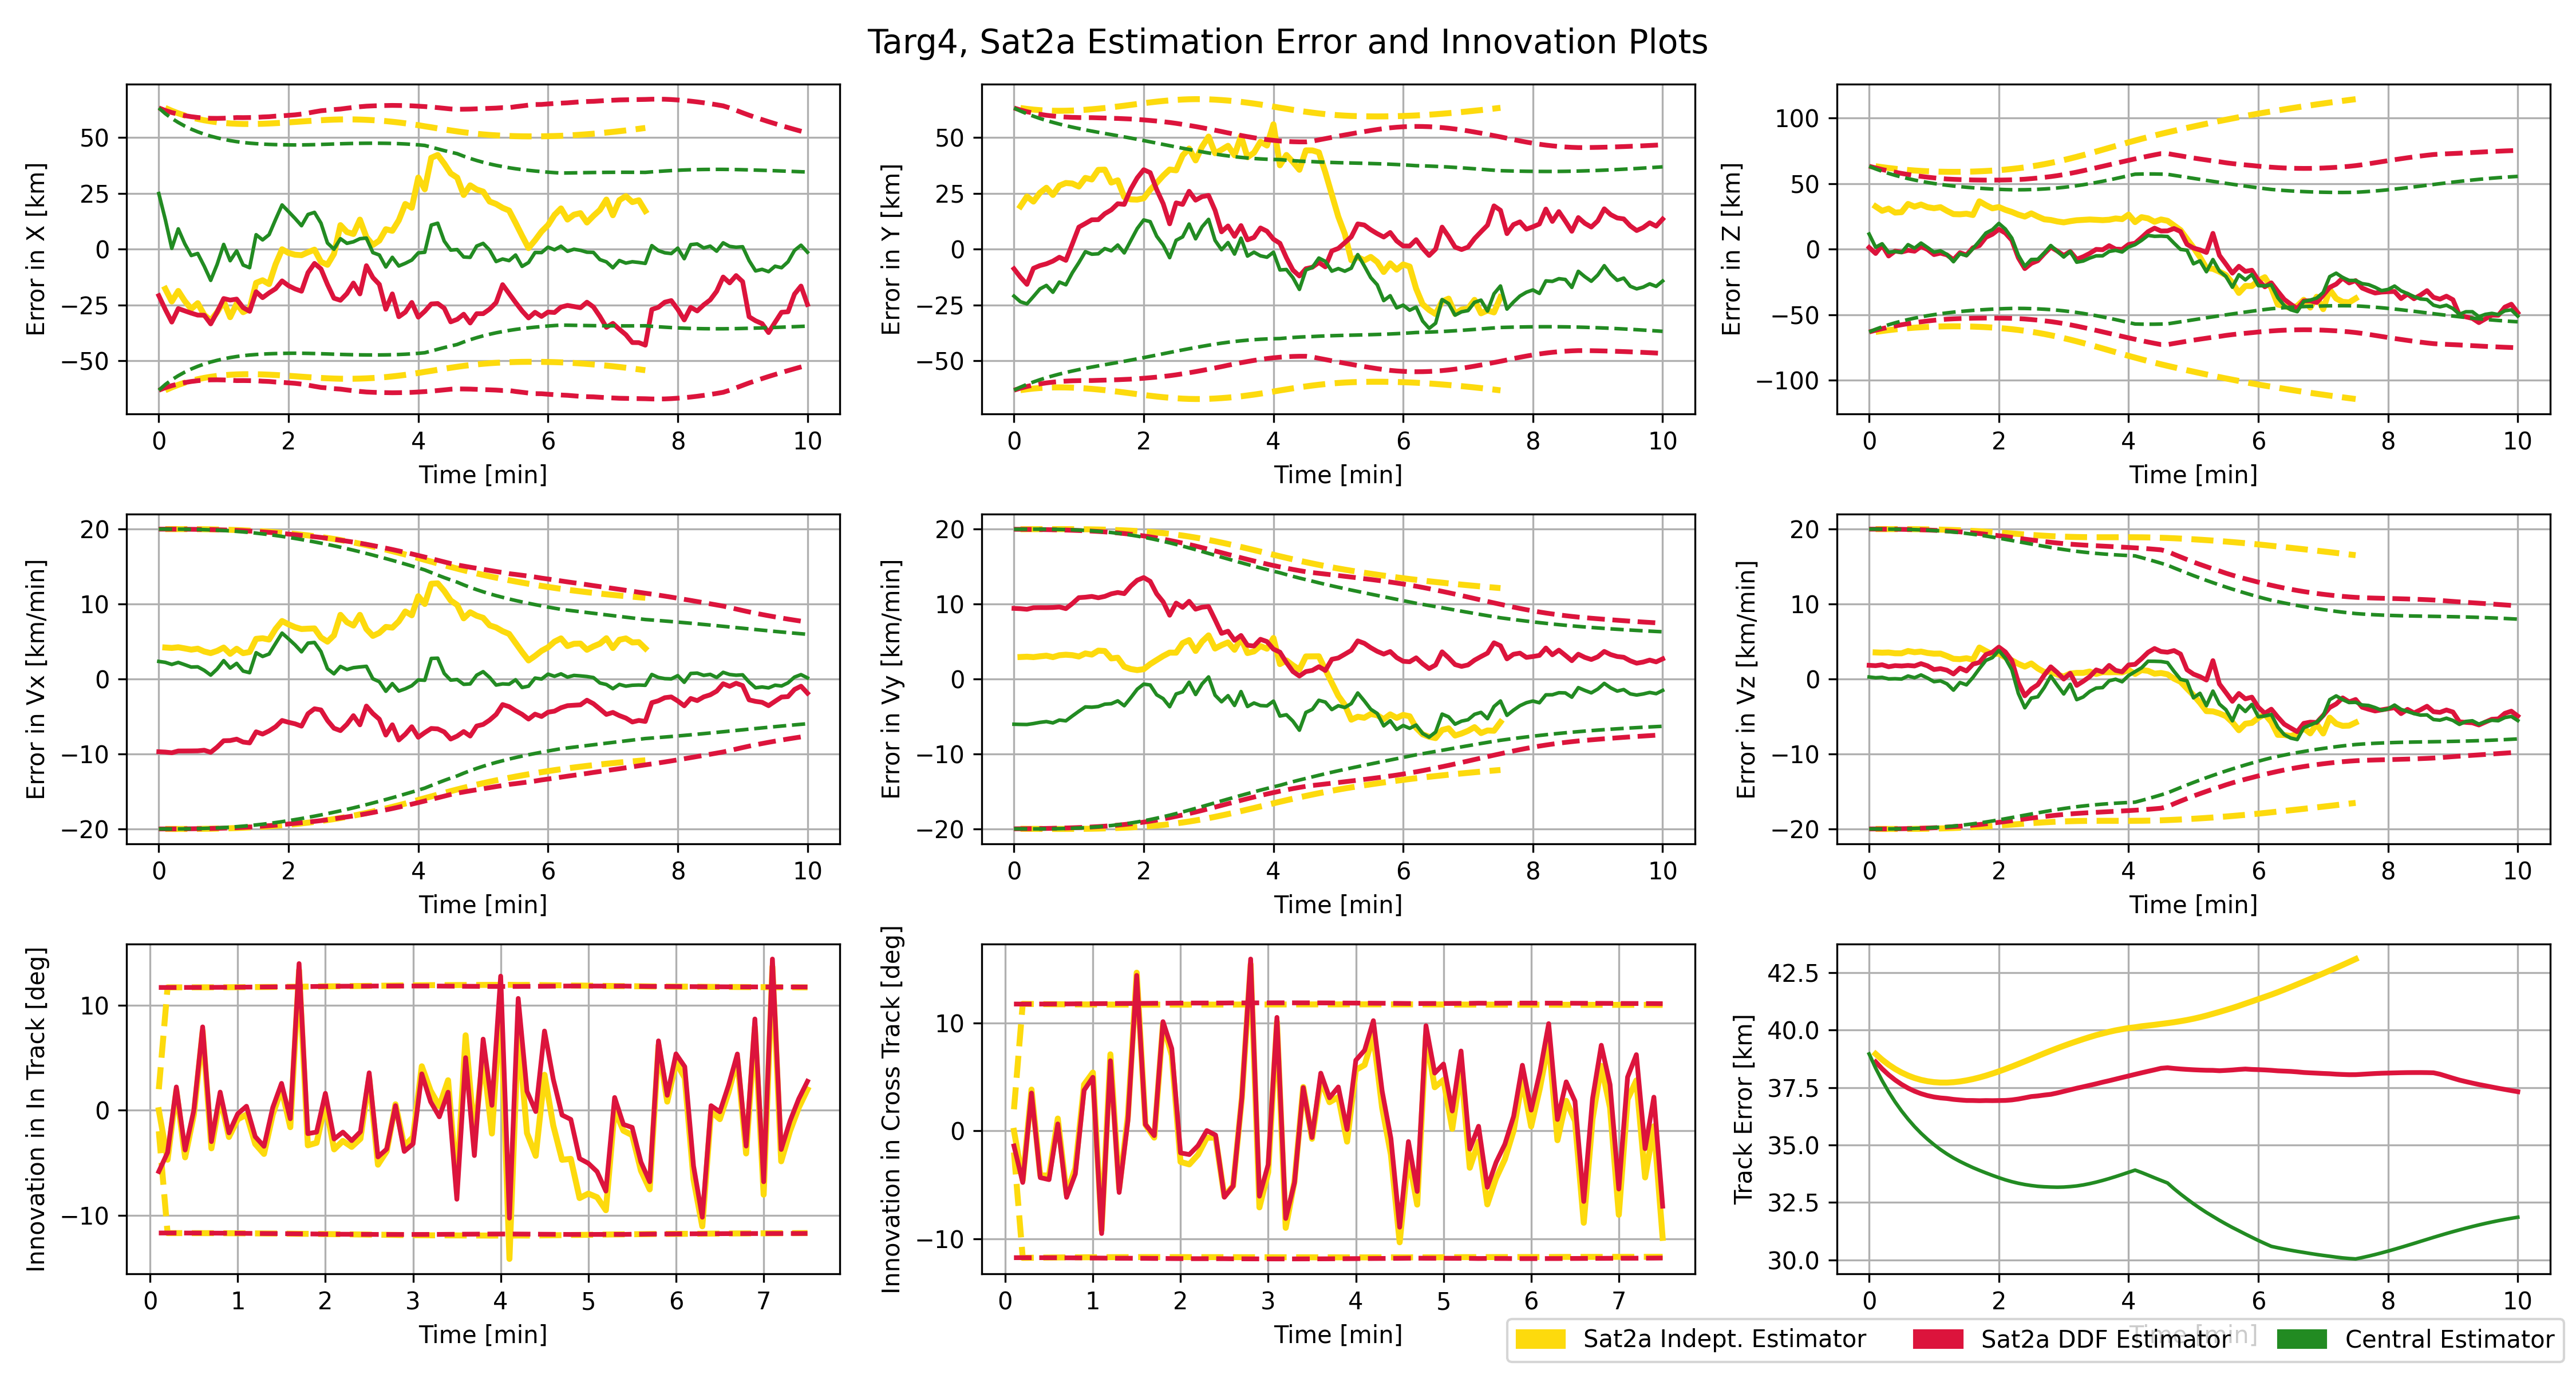 Targ4, Sat2a Estimation Error and Innovation Plots
Error in X [km]
50
25
0
−25
−50
0 2 4 6 8 10
Time [min]
Error in Y [km]
50
25
0
−25
−50
0 2 4 6 8 10
Time [min]
Error in Z [km]
100
50
0
−50
−100
0 2 4 6 8 10
Time [min]
Error in Vx [km/min]
20
10
0
−10
−20
0 2 4 6 8 10
Time [min]
Error in Vy [km/min]
20
10
0
−10
−20
0 2 4 6 8 10
Time [min]
Error in Vz [km/min]
20
10
0
−10
−20
0 2 4 6 8 10
Time [min]
Innovation in In Track [deg]
10
0
−10
0 1 2 3 4 5 6 7
Time [min]
Innovation in Cross Track [deg]
10
0
−10
0 1 2 3 4 5 6 7
Time [min]
Track Error [km]
42.5
40.0
37.5
35.0
32.5
30.0
0 2 4 6 8 10
Time [min]
Sat2a Indept. Estimator Sat2a DDF Estimator Central Estimator